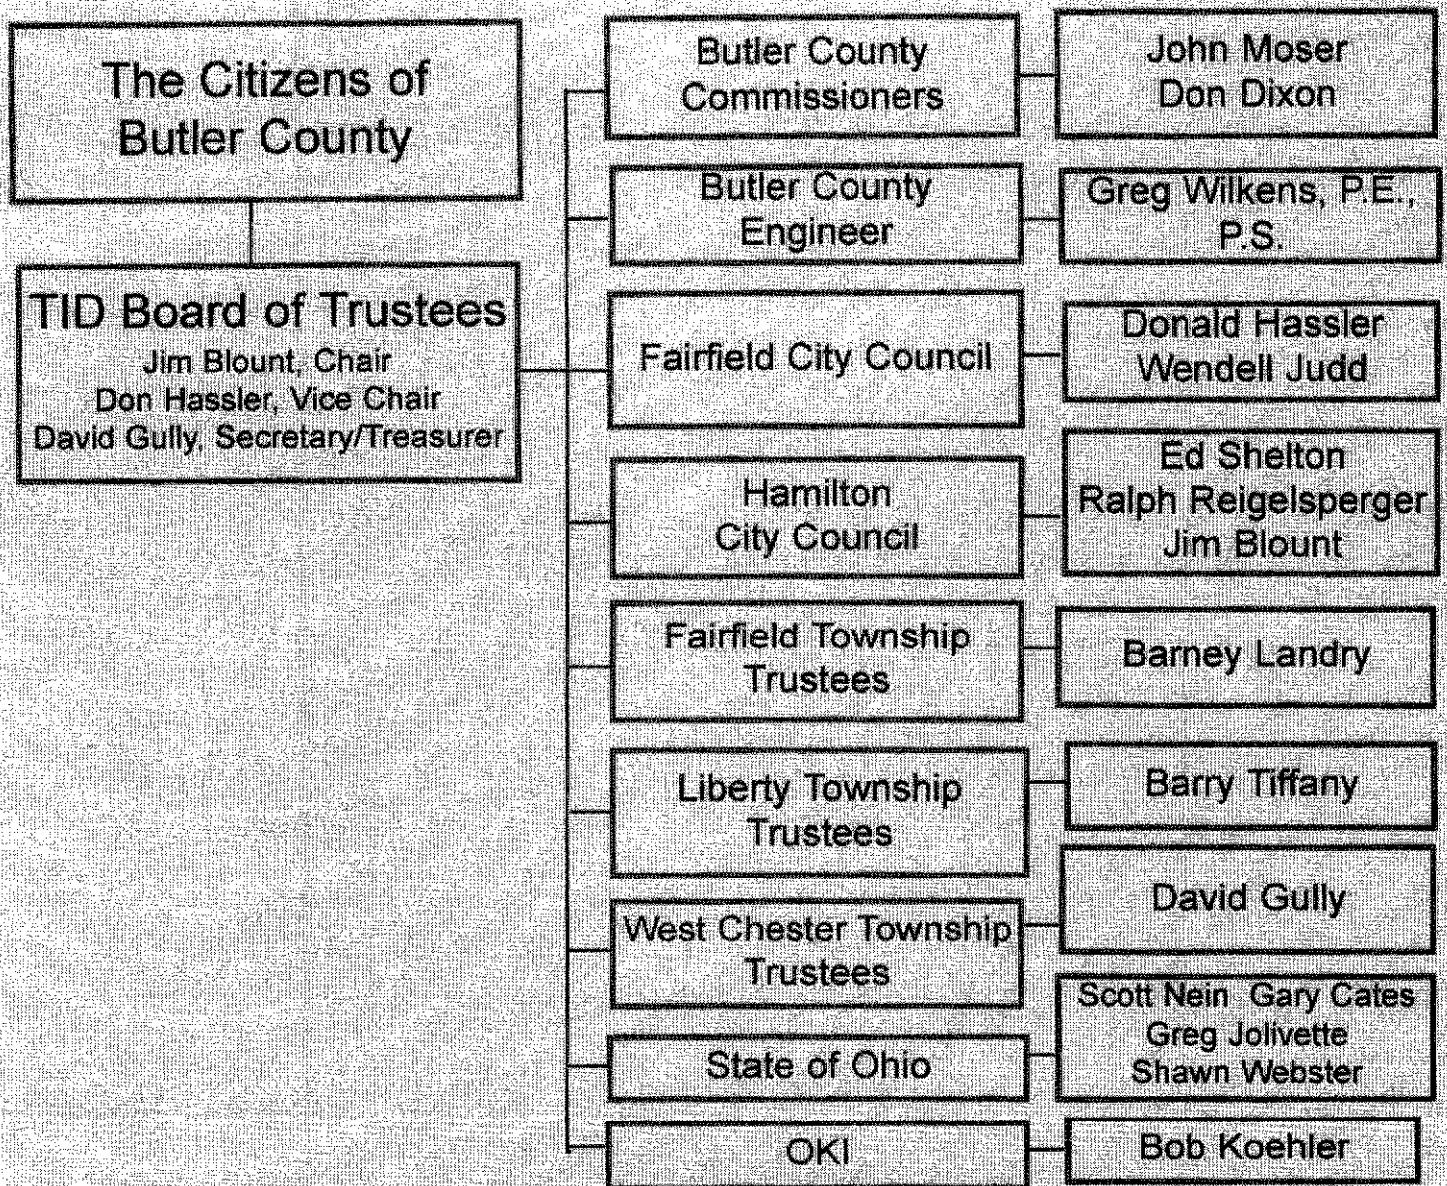 The Citizens of
Butler County
TID Board of Trustees
Jim Blount, Chair
Don Hassler, Vice Chair
David Gully, Secretary/Treasurer
Butler County
Commissioners
John Moser
Don Dixon
Butler County
Engineer
Greg Wilkens, P.E.,
P.S.
Fairfield City Council
Donald Hassler
Wendell Judd
Hamilton
City Council
Ed Shelton
Ralph Reigelsperger
Jim Blount
Fairfield Township
Trustees
Barney Landry
Liberty Township
Trustees
Barry Tiffany
West Chester Township
Trustees
David Gully
State of Ohio
Scott Nein Gary Cates
Greg Jolivette
Shawn Webster
OKI
Bob Koehler